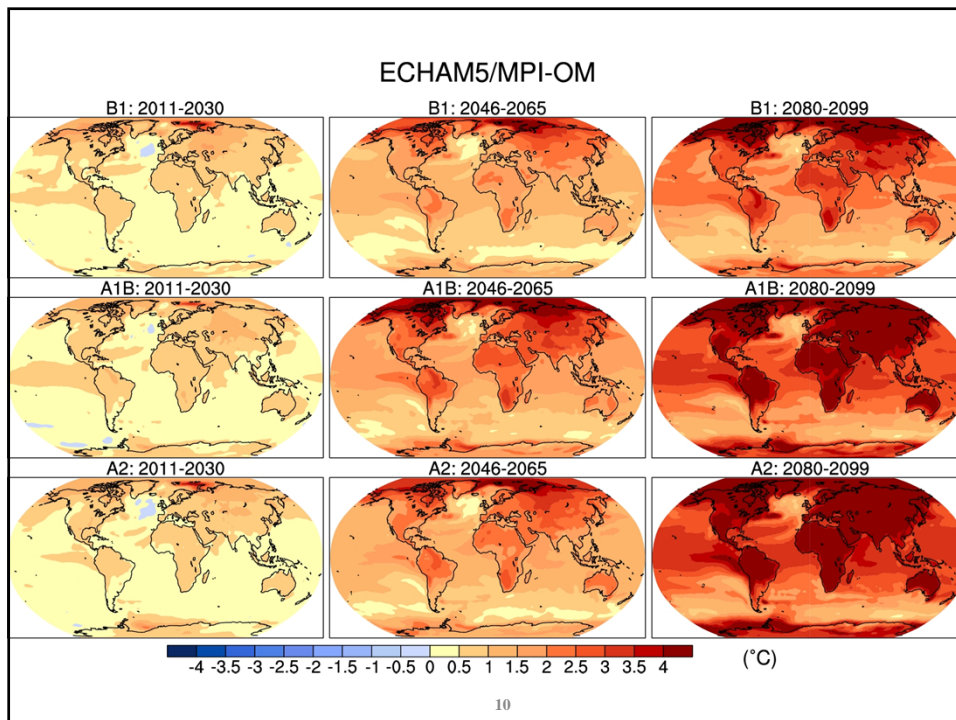 ECHAM5/MPI-OM
B1: 2011-2030 B1: 2046-2065 B1: 2080-2099
A1B: 2011-2030 A1B: 2046-2065 A1B: 2080-2099
A2: 2011-2030 A2: 2046-2065 A2: 2080-2099
-4 -3.5 -3 -2.5 -2 -1.5 -1 -0.5 0 0.5 1 1.5 2 2.5 3 3.5 4 (°C)
10